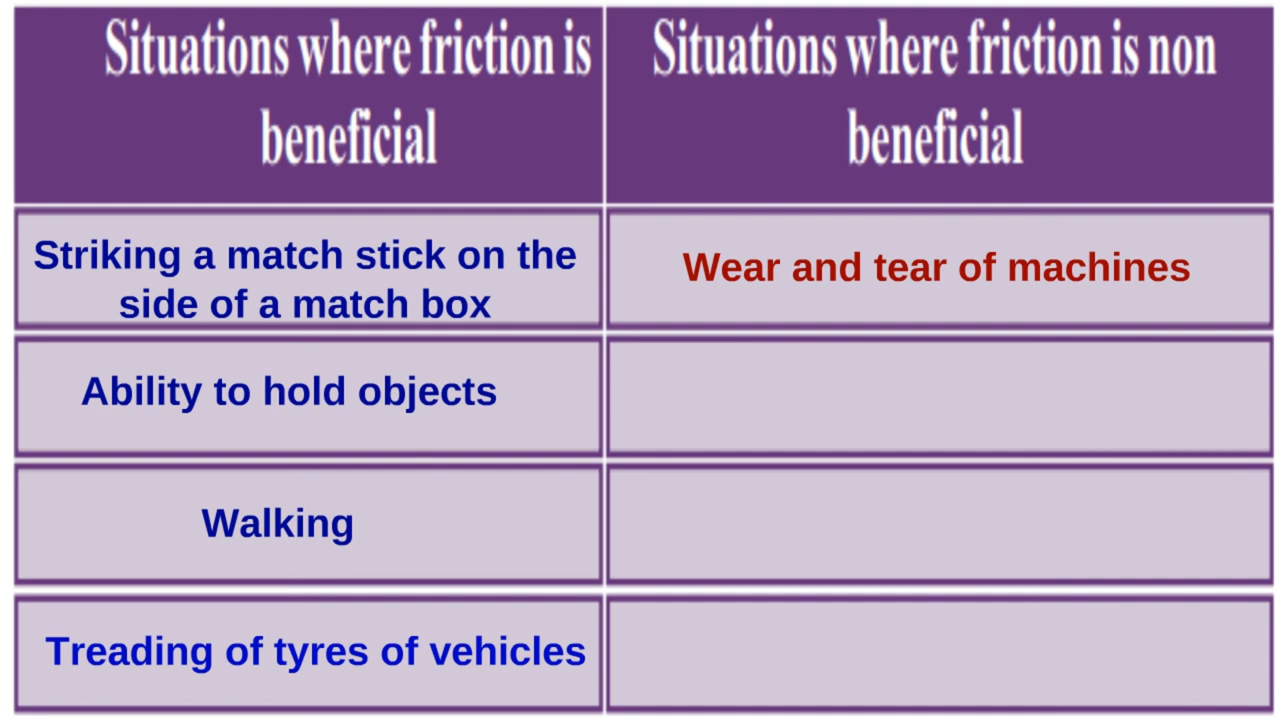 Situations where friction is
beneficial
Situations where friction is non
beneficial
Striking a match stick on the
side of a match box
Wear and tear of machines
Ability to hold objects
Walking
Treading of tyres of vehicles